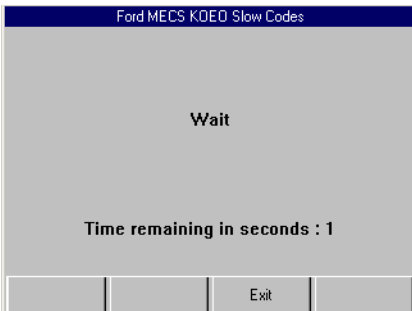 Ford MECS KOEO Slow Codes
Wait
Time remaining in seconds : 1
Exit